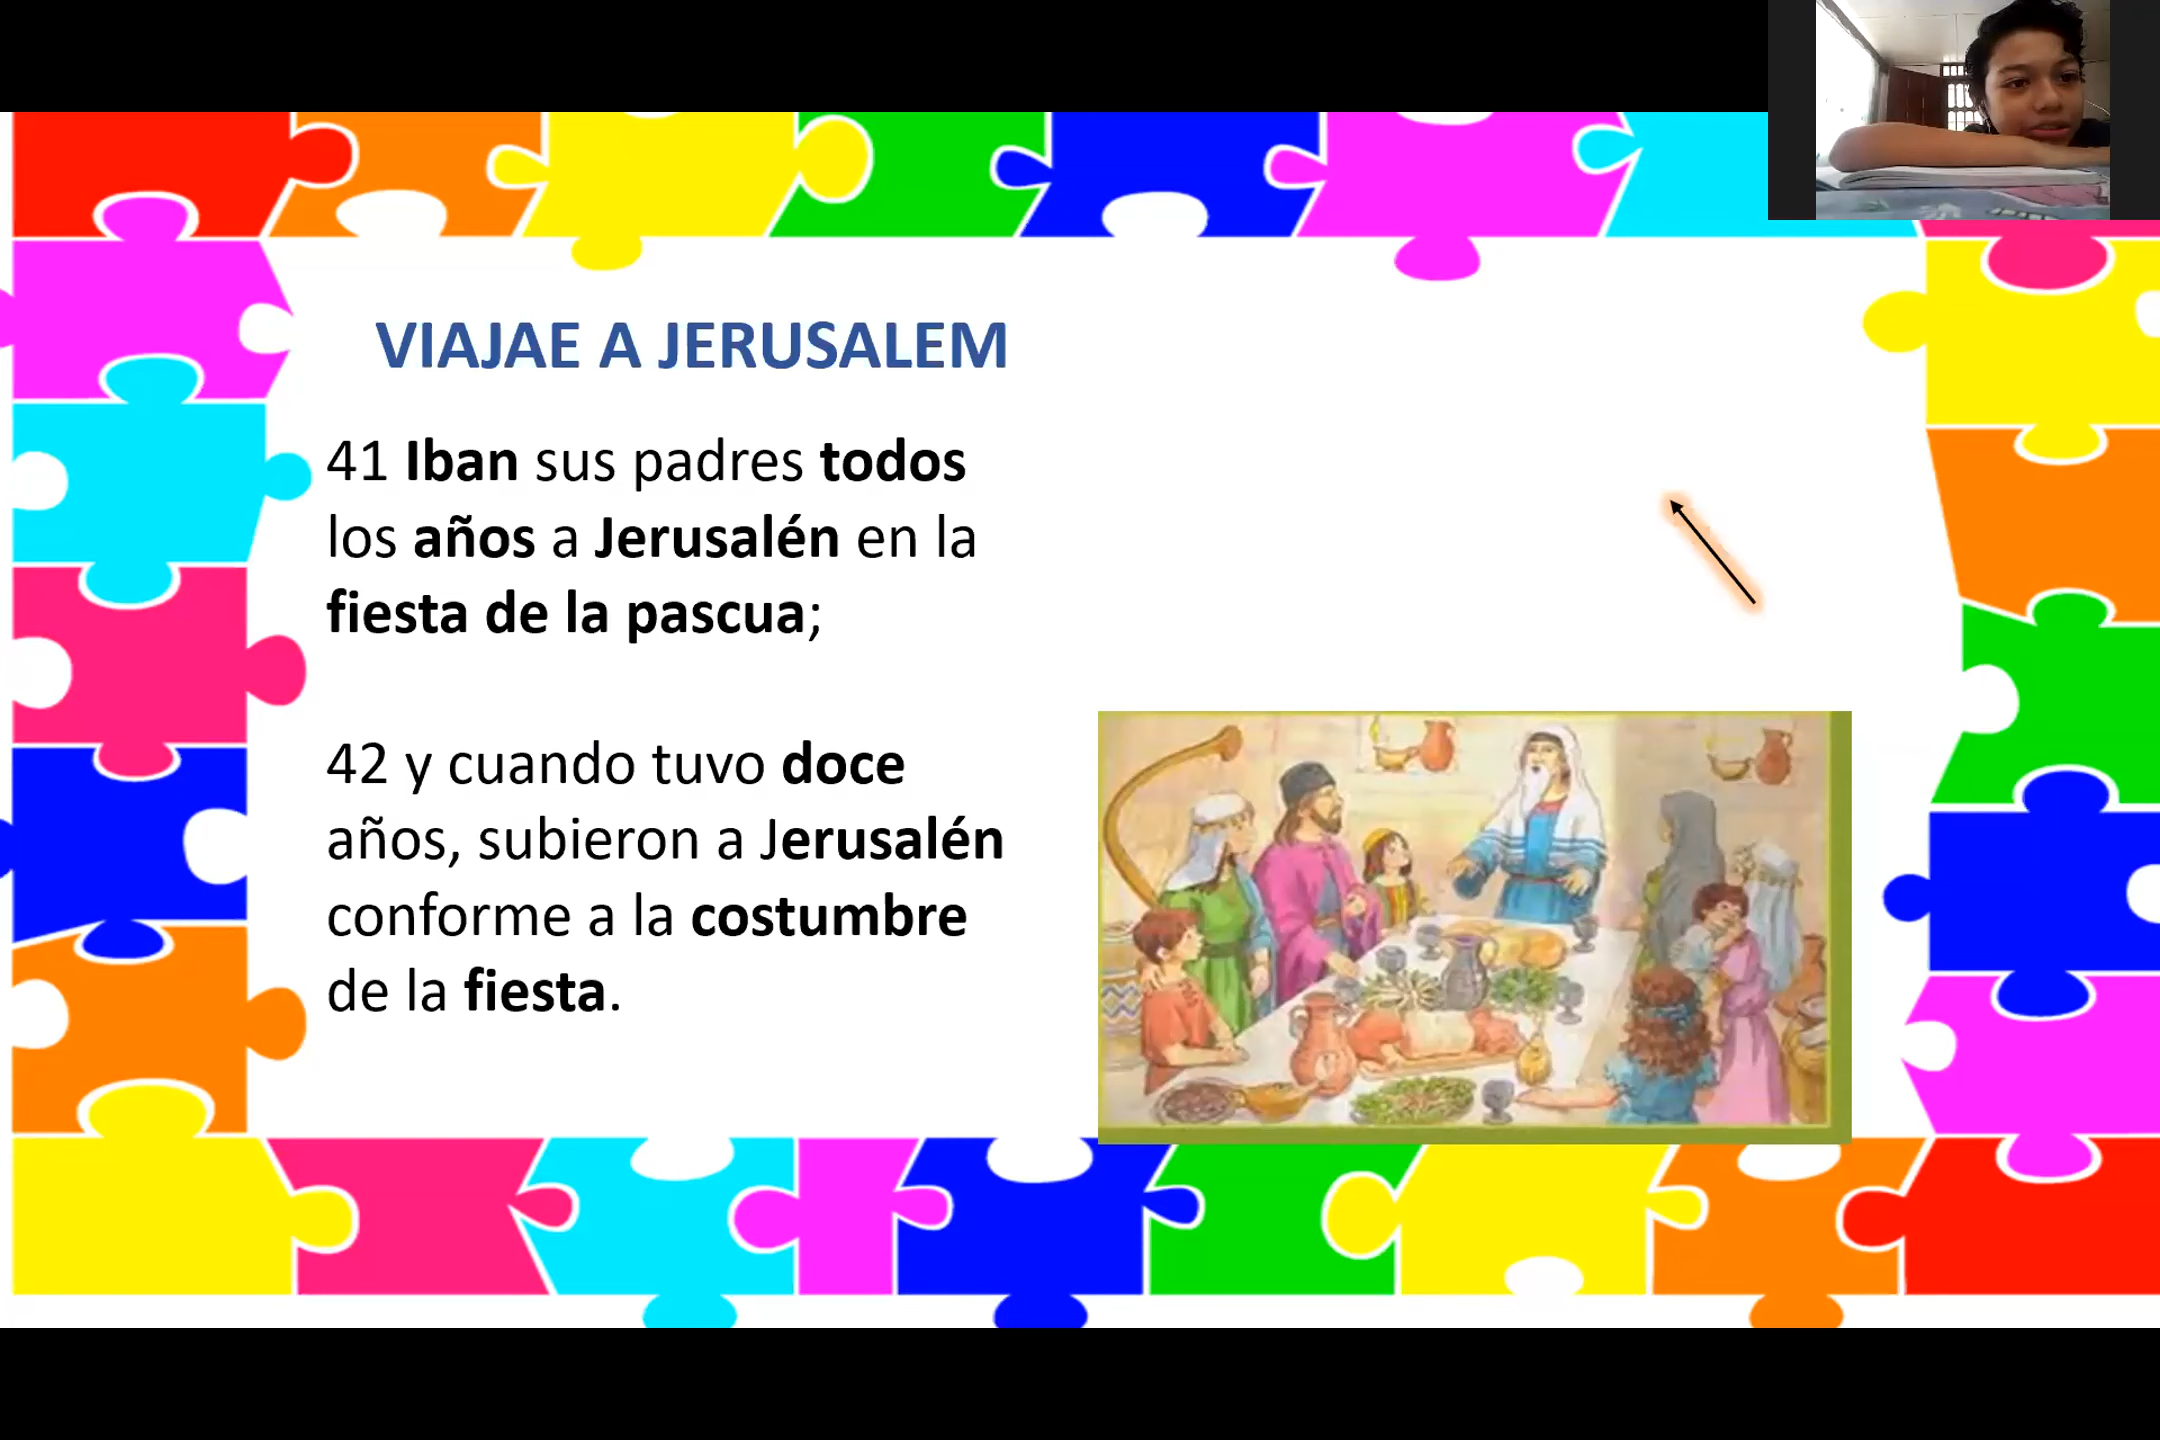 VIAJAE A JERUSALEM
41 Iban sus padres todos
los años a Jerusalén en la
fiesta de la pascua;
42 y cuando tuvo doce
años, subieron a Jerusalén
conforme a la costumbre
de la fiesta.